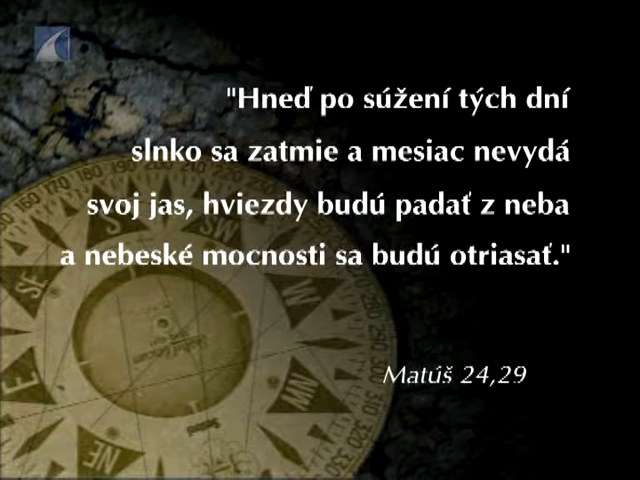 "Hneď po súžení tých dní
slnko sa zatmie a mesiac nevydá
svoj jas, hviezdy budú padať z neba
a nebeské mocnosti sa budú otriasať."
Matúš 24,29